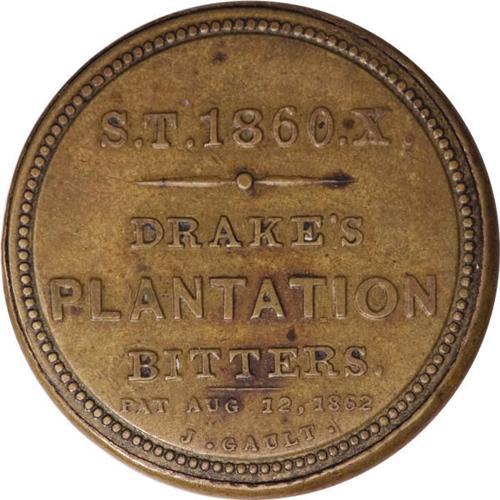 S.T.1860.X.
DRAKE'S
PLANTATION
BITTERS.
PAT AUG 12, 1862
J. GAULT.